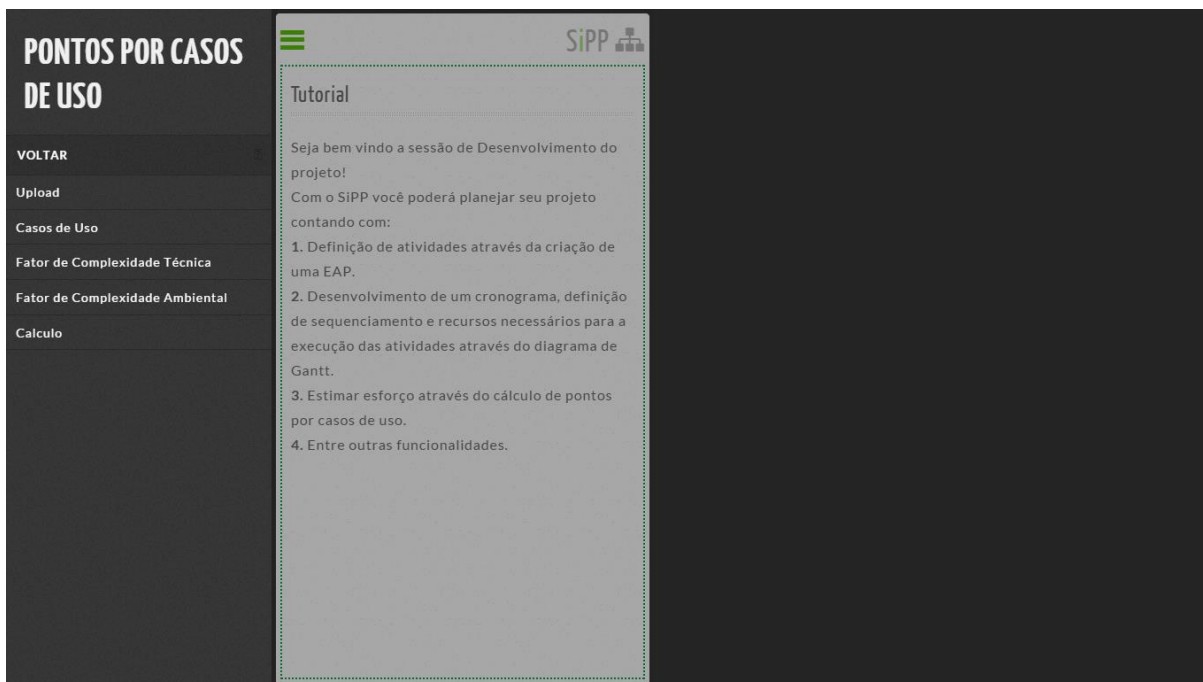 PONTOS POR CASOS
DE USO
VOLTAR
Upload
Casos de Uso
Fator de Complexidade Técnica
Fator de Complexidade Ambiental
Calculo
SiPP
Tutorial
Seja bem vindo a sessão de Desenvolvimento do
projeto!
Com o SiPP você poderá planejar seu projeto
contando com:
1. Definição de atividades através da criação de
uma EAP.
2. Desenvolvimento de um cronograma, definição
de sequenciamento e recursos necessários para a
execução das atividades através do diagrama de
Gantt.
3. Estimar esforço através do cálculo de pontos
por casos de uso.
4. Entre outras funcionalidades.